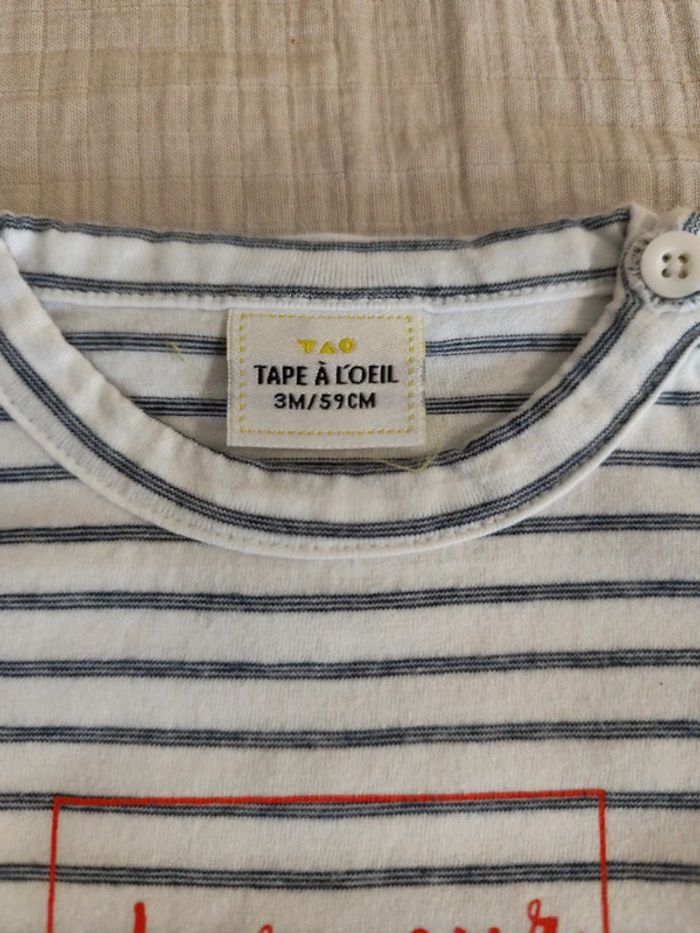 TAO
TAPE À L'OEIL
3M/59CM